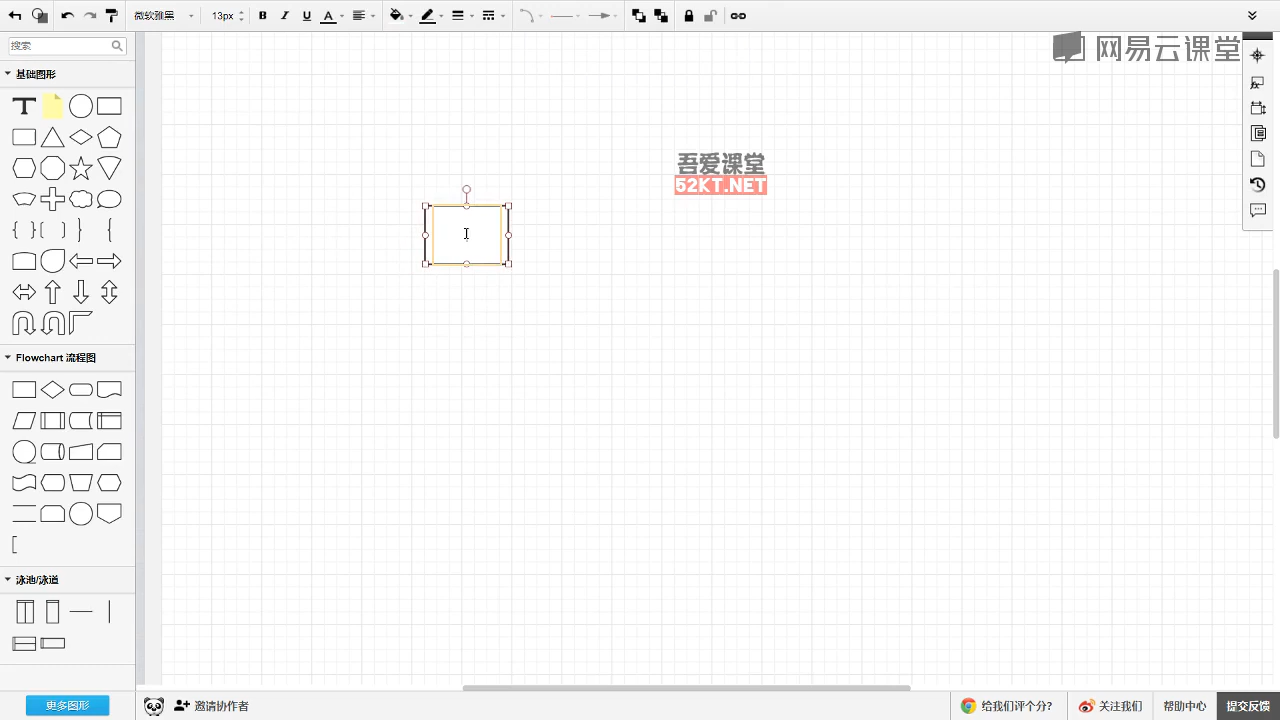 微软雅黑 13px B I U A
搜索
网易云课堂
基础图形
T
吾爱课堂
52KT.NET
Flowchart 流程图
泳池/泳道
更多图形
邀请协作者
给我们评个分?
关注我们
帮助中心
提交反馈